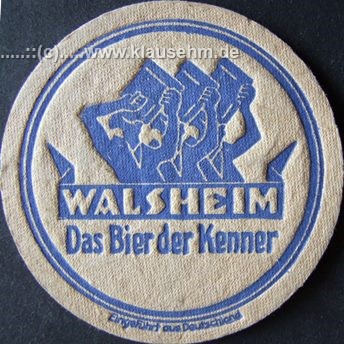 .....::(c).....www.klausehm.de
WALSHEIM
Das Bier der Kenner
Eingeführt aus Deutschland